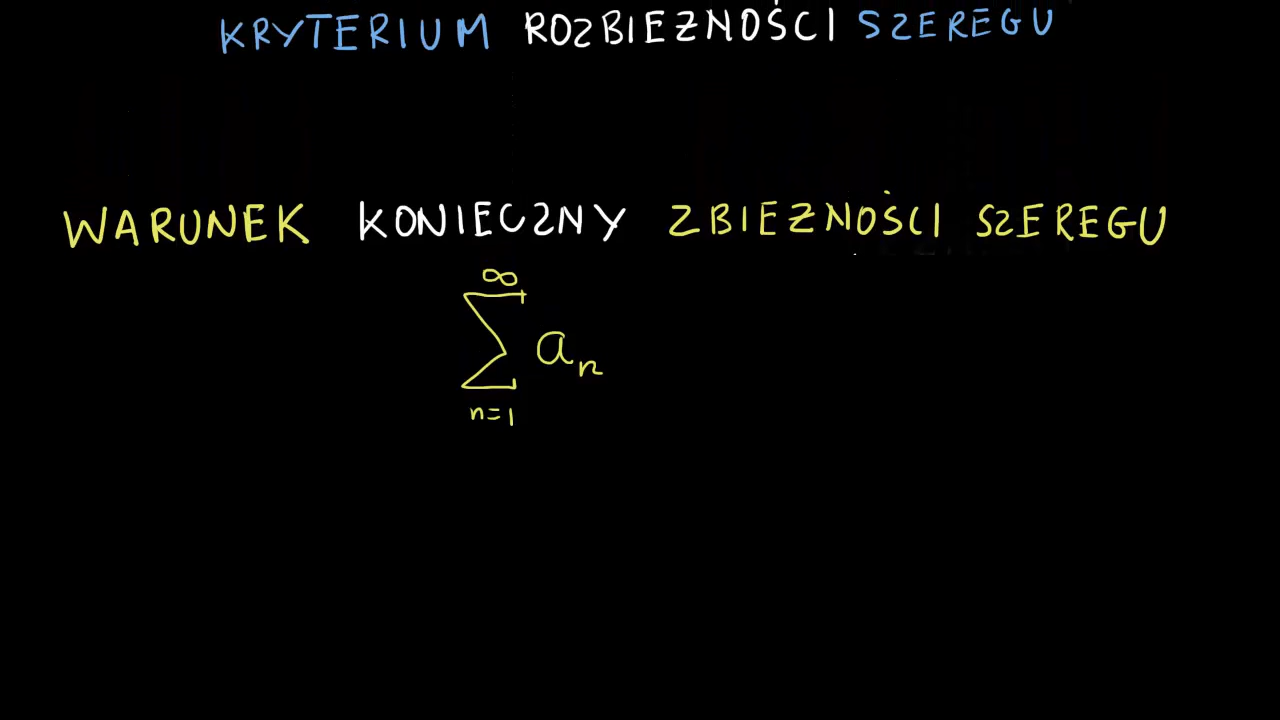 KRYTERIUM ROZBIEŻNOŚCI SZEREGU
WARUNEK KONIECZNY ZBIEŻNOŚCI SZEREGU
∞
∑ aₙ
n=1